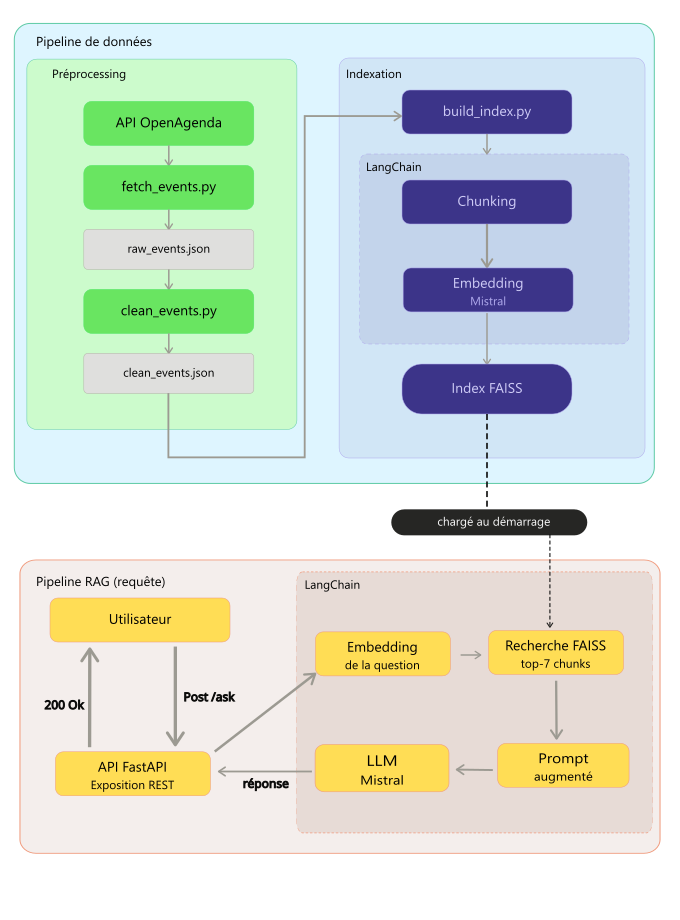 Pipeline de données
Préprocessing
API OpenAgenda
fetch_events.py
raw_events.json
clean_events.py
clean_events.json
Indexation
build_index.py
LangChain
Chunking
Embedding
Mistral
Index FAISS
chargé au démarrage
Pipeline RAG (requête)
Utilisateur
200 Ok
Post /ask
API FastAPI
Exposition REST
réponse
LangChain
Embedding
de la question
Recherche FAISS
top-7 chunks
LLM
Mistral
Prompt
augmenté